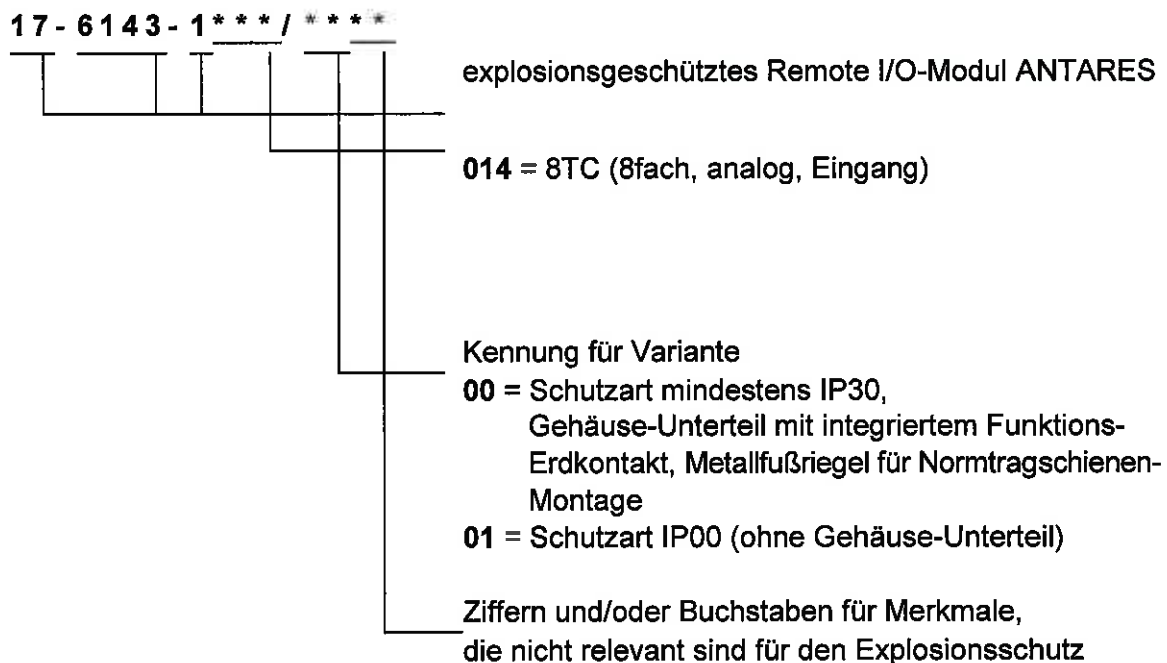 17-6143-1***/****
explosionsgeschütztes Remote I/O-Modul ANTARES
014 = 8TC (8fach, analog, Eingang)
Kennung für Variante
00 = Schutzart mindestens IP30,
Gehäuse-Unterteil mit integriertem Funktions-
Erdkontakt, Metallfußriegel für Normtragschienen-
Montage
01 = Schutzart IP00 (ohne Gehäuse-Unterteil)
Ziffern und/oder Buchstaben für Merkmale,
die nicht relevant sind für den Explosionsschutz